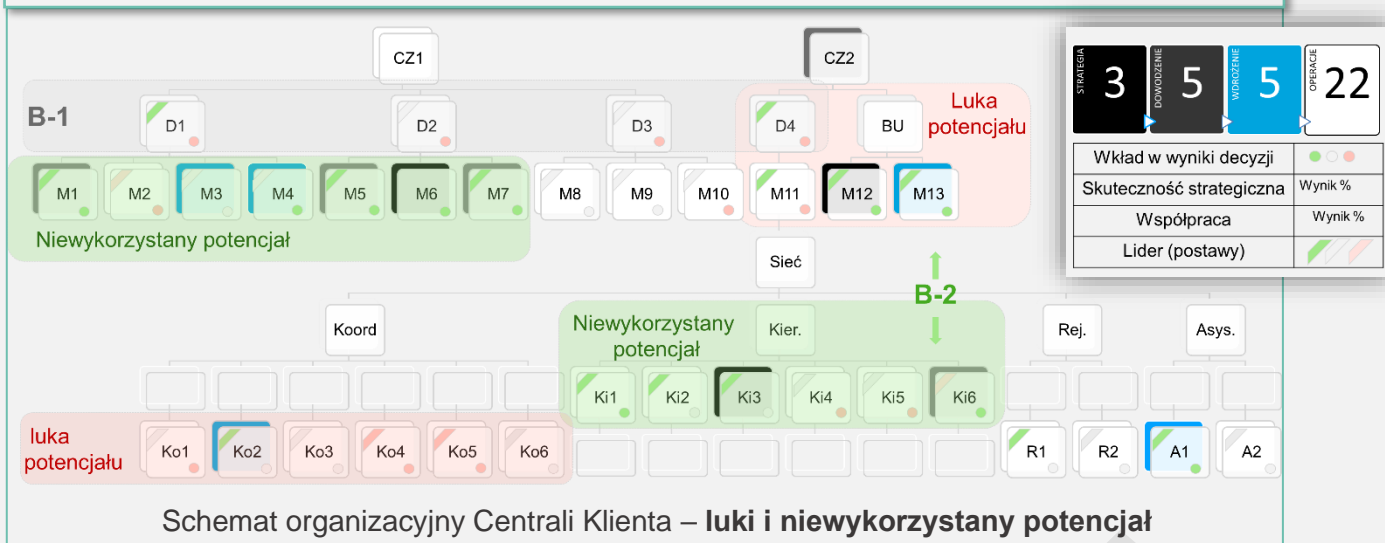 CZ1
CZ2
STRATEGIA
3
DOWODZENIE
5
WDROŻENIE
5
OPERACJE
22
B-1
D1
D2
D3
D4
BU
Luka
potencjału
Wkład w wyniki decyzji
Skuteczność strategiczna Wynik %
Współpraca Wynik %
Lider (postawy)
M1 M2 M3 M4 M5 M6 M7 M8 M9 M10 M11 M12 M13
Niewykorzystany potencjał
Sieć
B-2
Koord
Niewykorzystany
potencjał
Kier.
Rej.
Asys.
Ki1 Ki2 Ki3 Ki4 Ki5 Ki6
luka
potencjału
Ko1 Ko2 Ko3 Ko4 Ko5 Ko6
R1 R2 A1 A2
Schemat organizacyjny Centrali Klienta – luki i niewykorzystany potencjał